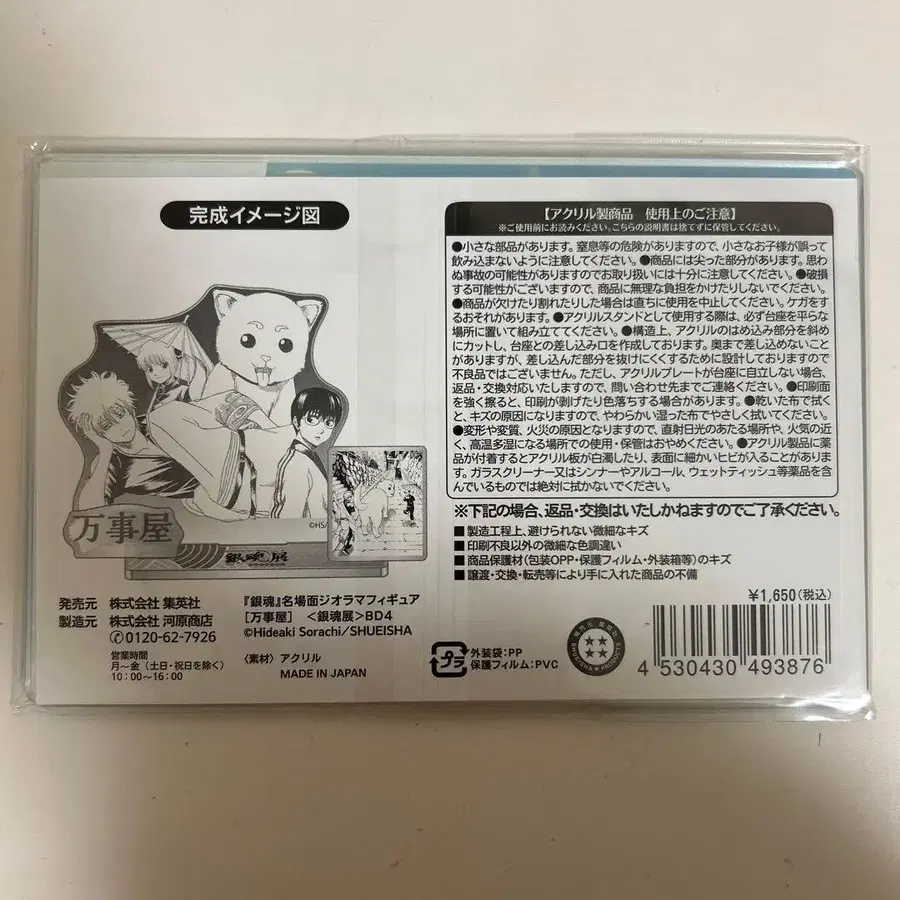 完成イメージ図
万事屋
銀魂展
©HS/
発売元 株式会社 集英社
製造元 株式会社 河原商店
✆0120-62-7926
営業時間
月〜金（土日・祝日を除く）
10：00〜16：00
『銀魂』名場面ジオラマフィギュア
[万事屋] <銀魂展>BD4
©Hideaki Sorachi/SHUEISHA
〈素材〉アクリル
MADE IN JAPAN
【アクリル製商品 使用上のご注意】
※ご使用前にお読みください。こちらの説明書は捨てずに保管してください。
●小さな部品があります。窒息等の危険がありますので、小さなお子様が誤って
飲み込まないように注意してください。●商品には尖った部分があります。思わ
ぬ事故の可能性がありますのでお取り扱いには十分に注意してください。●破損
する可能性がございますので、商品に無理な負担をかけたりしないでください。
●商品が欠けたり割れたりした場合は直ちに使用を中止してください。ケガをす
るおそれがあります。●アクリルスタンドとして使用する際は、必ず台座を平らな
場所に置いて組み立ててください。●構造上、アクリルのはめ込み部分を斜め
にカットし、台座との差し込み口を作成しております。奥まで差し込めないこと
がありますが、差し込んだ部分を抜けにくくするために設計しておりますので
不良品ではございません。ただし、アクリルプレートが台座に自立しない場合、
返品・交換対応いたしますので、問い合わせ先までご連絡ください。●印刷面
を強く擦ると、印刷が剥げたり色落ちする場合があります。●乾いた布で拭く
と、キズの原因になりますので、やわらかい湿った布でやさしく拭いてください。
●変形や変質、火災の原因となりますので、直射日光のあたる場所や、火気の近
く、高温多湿になる場所での使用・保管はおやめください。●アクリル製品に薬
品が付着するとアクリル板が白濁したり、表面に細かいヒビが入ることがありま
す。ガラスクリーナー又はシンナーやアルコール、ウェットティッシュ等薬品を含
んでいるものでは絶対に拭かないでください。
※下記の場合、返品・交換はいたしかねますのでご了承ください。
■製造工程上、避けられない微細なキズ
■印刷不良以外の微細な色調違い
■商品保護材（包装OPP・保護フィルム・外装箱等）のキズ
■譲渡・交換・転売等により手に入れた商品の不備
¥1,650（税込）
プラ
外装袋：PP
保護フィルム：PVC
4 530430 493876